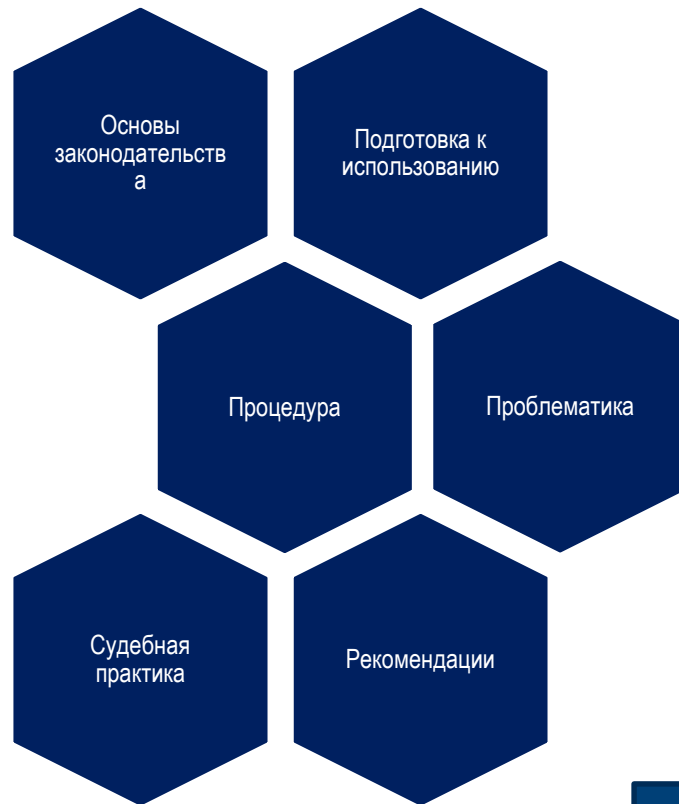 Основы
законодательств
а
Подготовка к
использованию
Процедура
Проблематика
Судебная
практика
Рекомендации